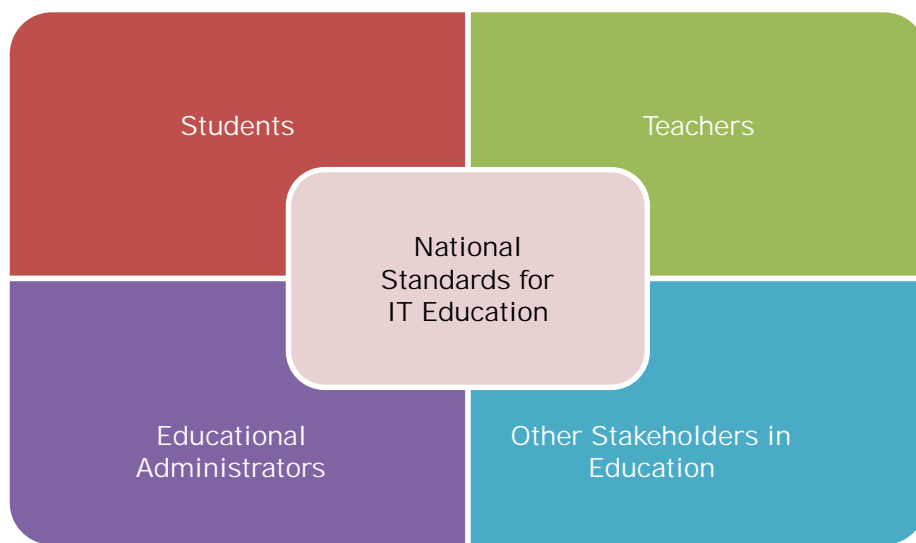 Students
Teachers
National
Standards for
IT Education
Educational
Administrators
Other Stakeholders in
Education